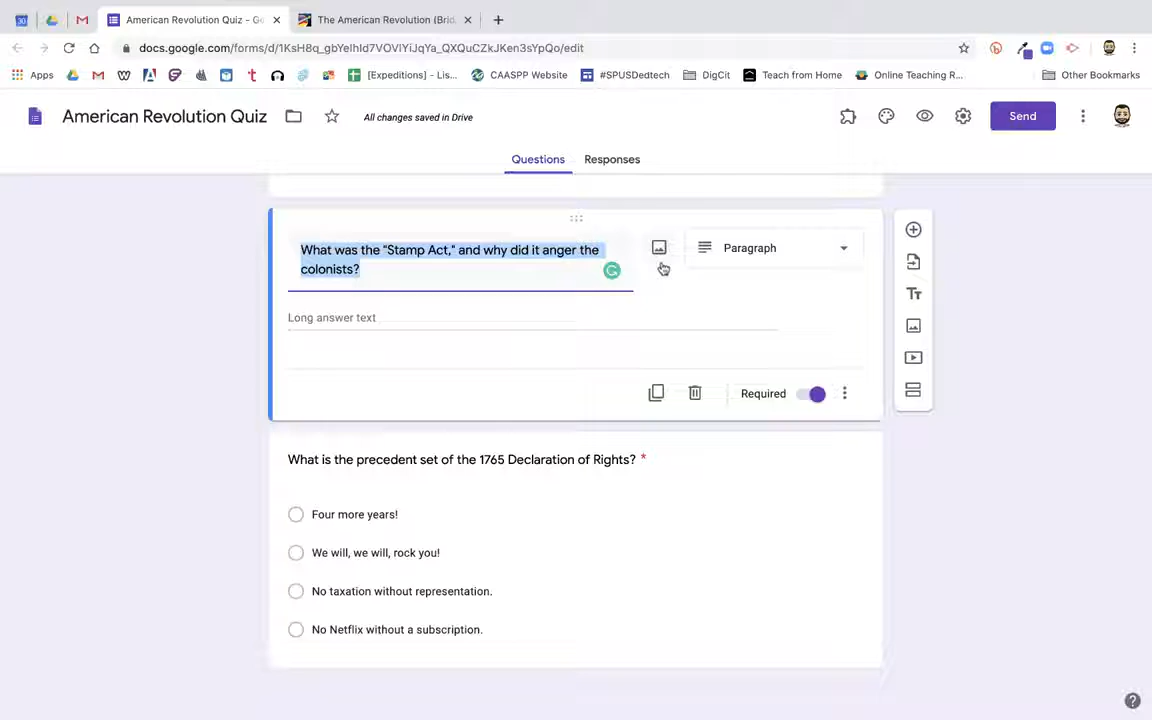 American Revolution Quiz - Go
The American Revolution (Brid
docs.google.com/forms/d/1KsH8q_gbYelhId7VOVlYiJqYa_QXQuCZkJKen3sYpQo/edit
Apps
[Expeditions] - Lis...
CAASPP Website
#SPUSDedtech
DigCit
Teach from Home
Online Teaching R...
Other Bookmarks
American Revolution Quiz
All changes saved in Drive
Send
Questions
Responses
What was the "Stamp Act," and why did it anger the
colonists?
Paragraph
Long answer text
Required
What is the precedent set of the 1765 Declaration of Rights? *
Four more years!
We will, we will, rock you!
No taxation without representation.
No Netflix without a subscription.